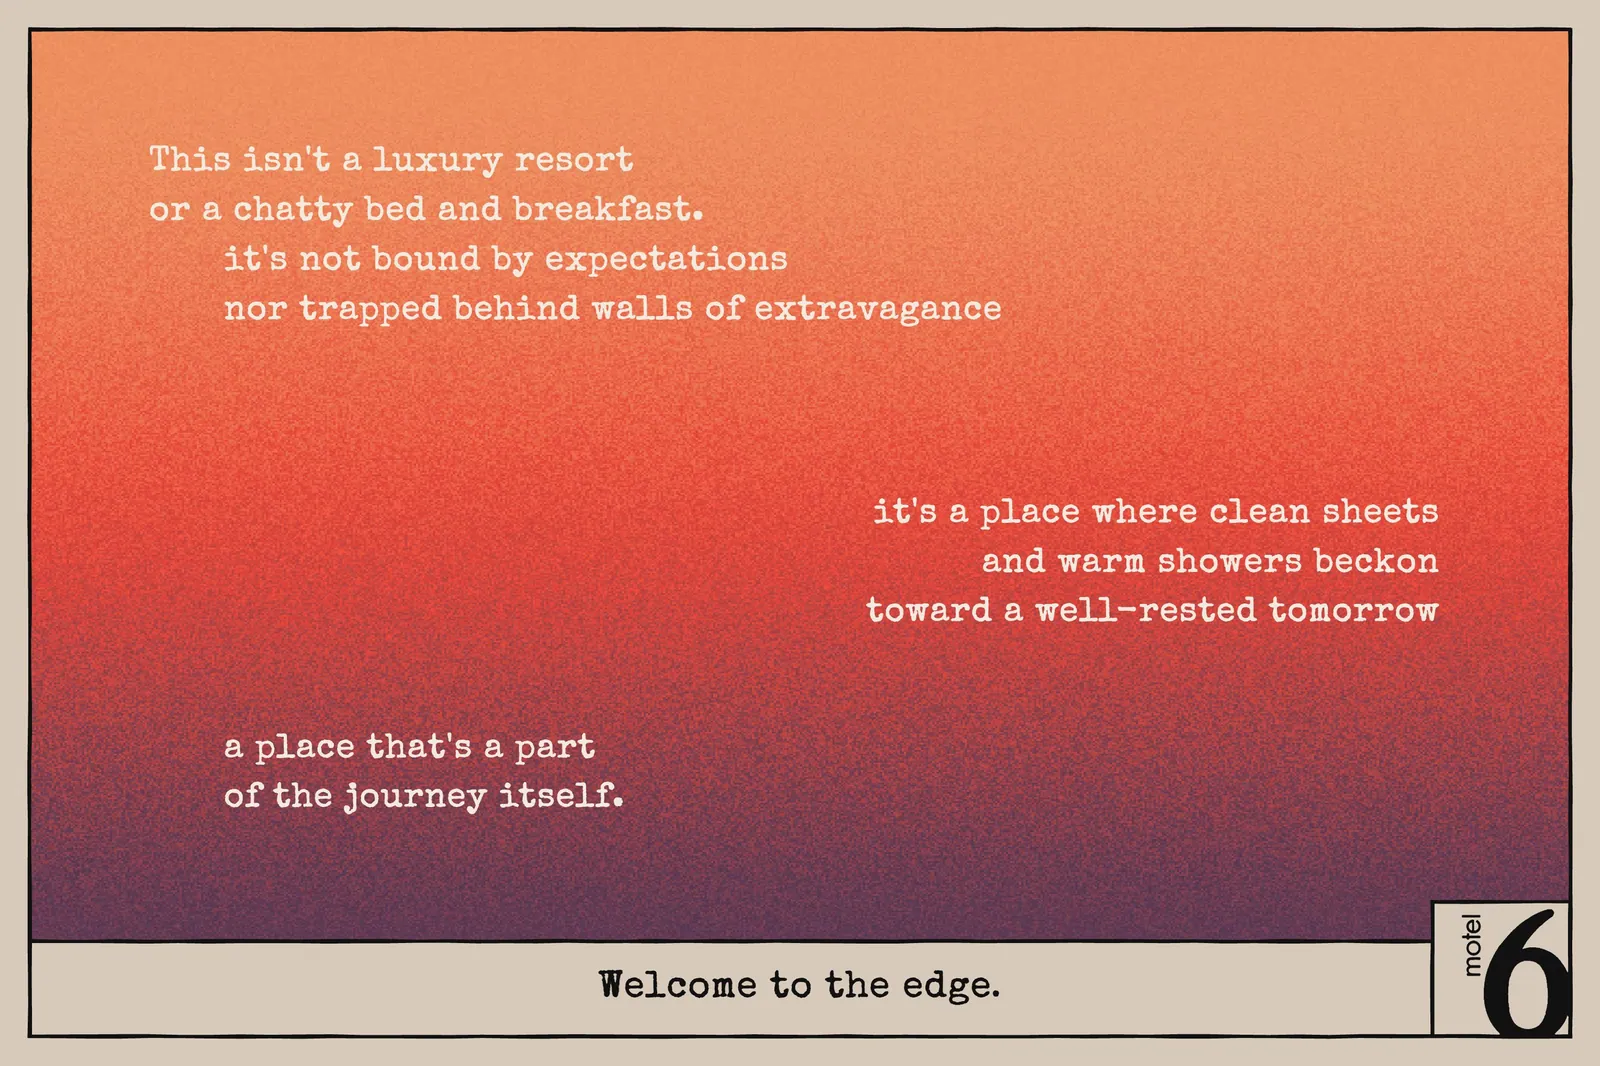 This isn't a luxury resort
or a chatty bed and breakfast.
it's not bound by expectations
nor trapped behind walls of extravagance
it's a place where clean sheets
and warm showers beckon
toward a well-rested tomorrow
a place that's a part
of the journey itself.
Welcome to the edge.
motel
6